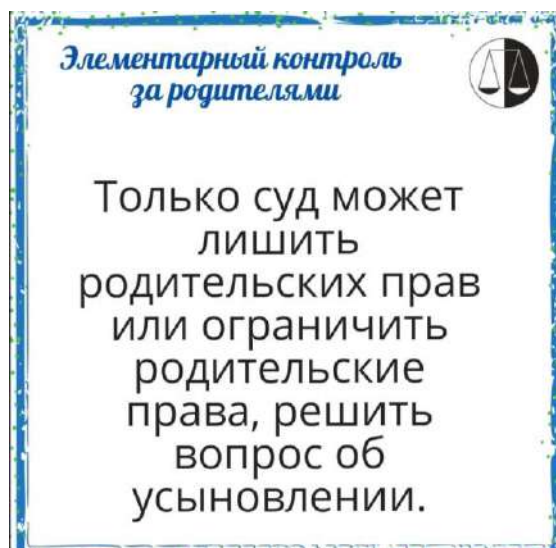 Элементарный контроль
за родителями
Только суд может
лишить
родительских прав
или ограничить
родительские
права, решить
вопрос об
усыновлении.